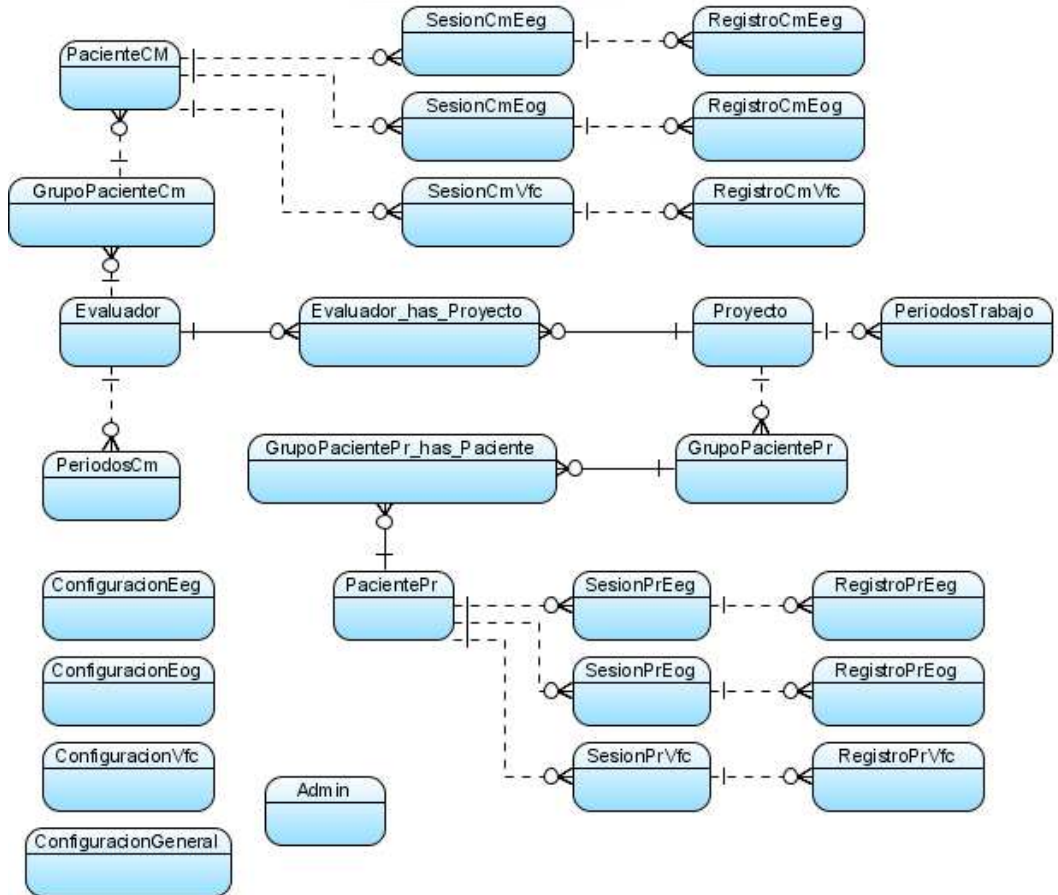 SesionCmEeg
RegistroCmEeg
PacienteCM
SesionCmEog
RegistroCmEog
GrupoPacienteCm
SesionCmVfc
RegistroCmVfc
Evaluador
Evaluador_has_Proyecto
Proyecto
PeriodosTrabajo
GrupoPacientePr_has_Paciente
GrupoPacientePr
PeriodosCm
ConfiguracionEeg
PacientePr
SesionPrEeg
RegistroPrEeg
ConfiguracionEog
SesionPrEog
RegistroPrEog
ConfiguracionVfc
SesionPrVfc
RegistroPrVfc
Admin
ConfiguracionGeneral